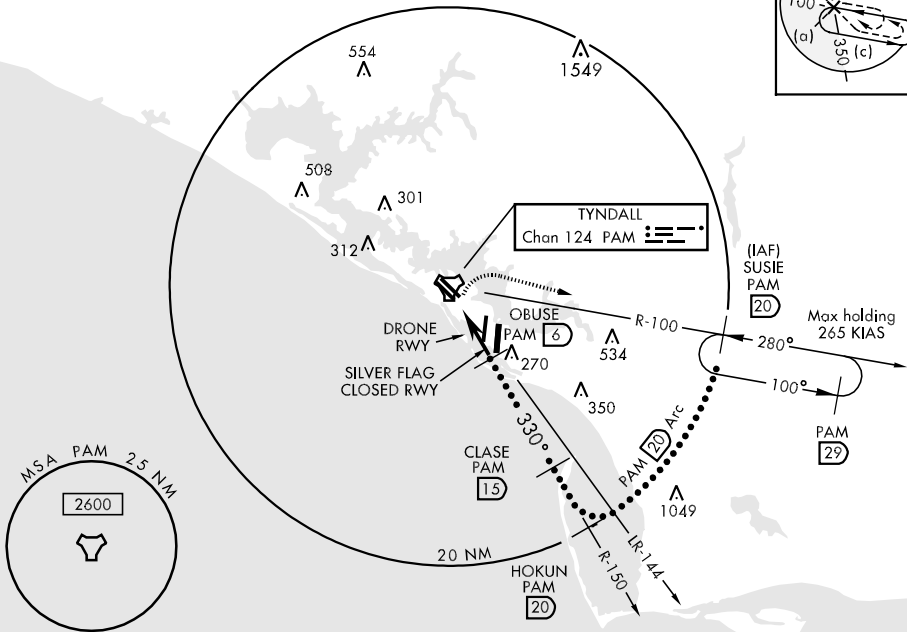 100
(a)
(c)
350
554
1549
508
301
312
TYNDALL
Chan 124 PAM
(IAF)
SUSIE
PAM
20
Max holding
265 KIAS
R-100
280°
100°
PAM
29
OBUSE
PAM 6
DRONE
RWY
534
270
SILVER FLAG
CLOSED RWY
350
330°
CLASE
PAM
15
PAM 20 Arc
1049
MSA PAM 25 NM
2600
20 NM
HOKUN
PAM
20
R-150
LR-144